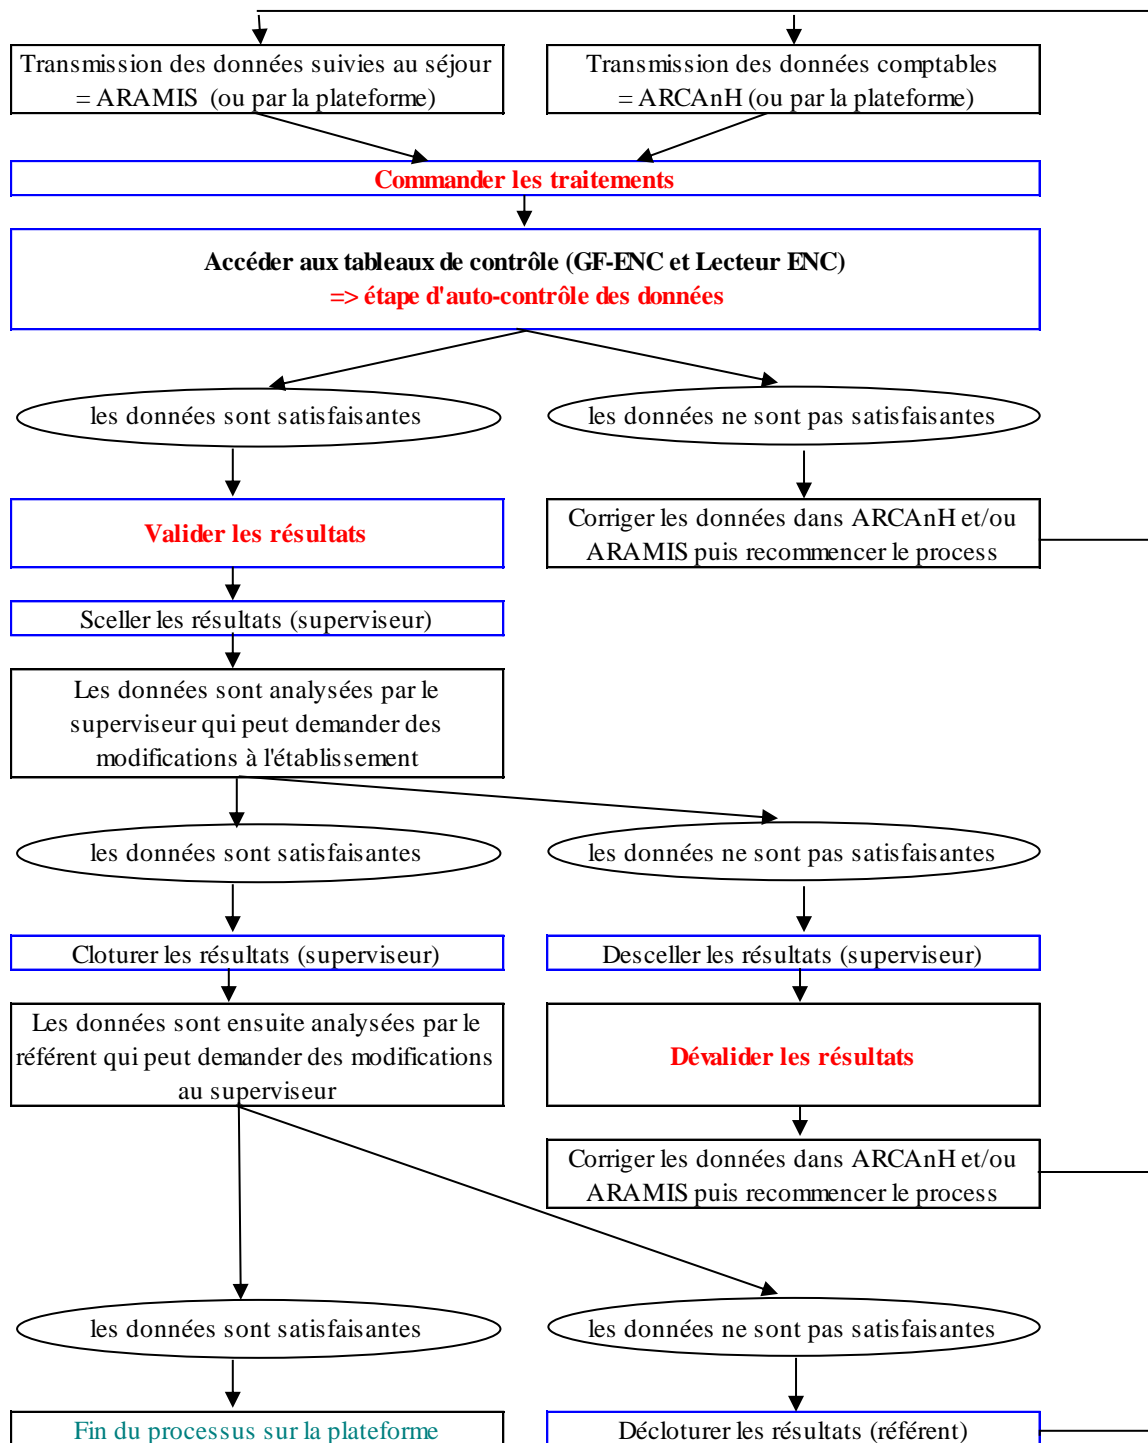 Transmission des données suivies au séjour
= ARAMIS (ou par la plateforme)
Transmission des données comptables
= ARCAnH (ou par la plateforme)
Commander les traitements
Accéder aux tableaux de contrôle (GF-ENC et Lecteur ENC)
=> étape d'auto-contrôle des données
les données sont satisfaisantes
les données ne sont pas satisfaisantes
Valider les résultats
Corriger les données dans ARCAnH et/ou
ARAMIS puis recommencer le process
Sceller les résultats (superviseur)
Les données sont analysées par le
superviseur qui peut demander des
modifications à l'établissement
les données sont satisfaisantes
les données ne sont pas satisfaisantes
Cloturer les résultats (superviseur)
Desceller les résultats (superviseur)
Les données sont ensuite analysées par le
référent qui peut demander des modifications
au superviseur
Dévalider les résultats
Corriger les données dans ARCAnH et/ou
ARAMIS puis recommencer le process
les données sont satisfaisantes
les données ne sont pas satisfaisantes
Fin du processus sur la plateforme
Décloturer les résultats (référent)